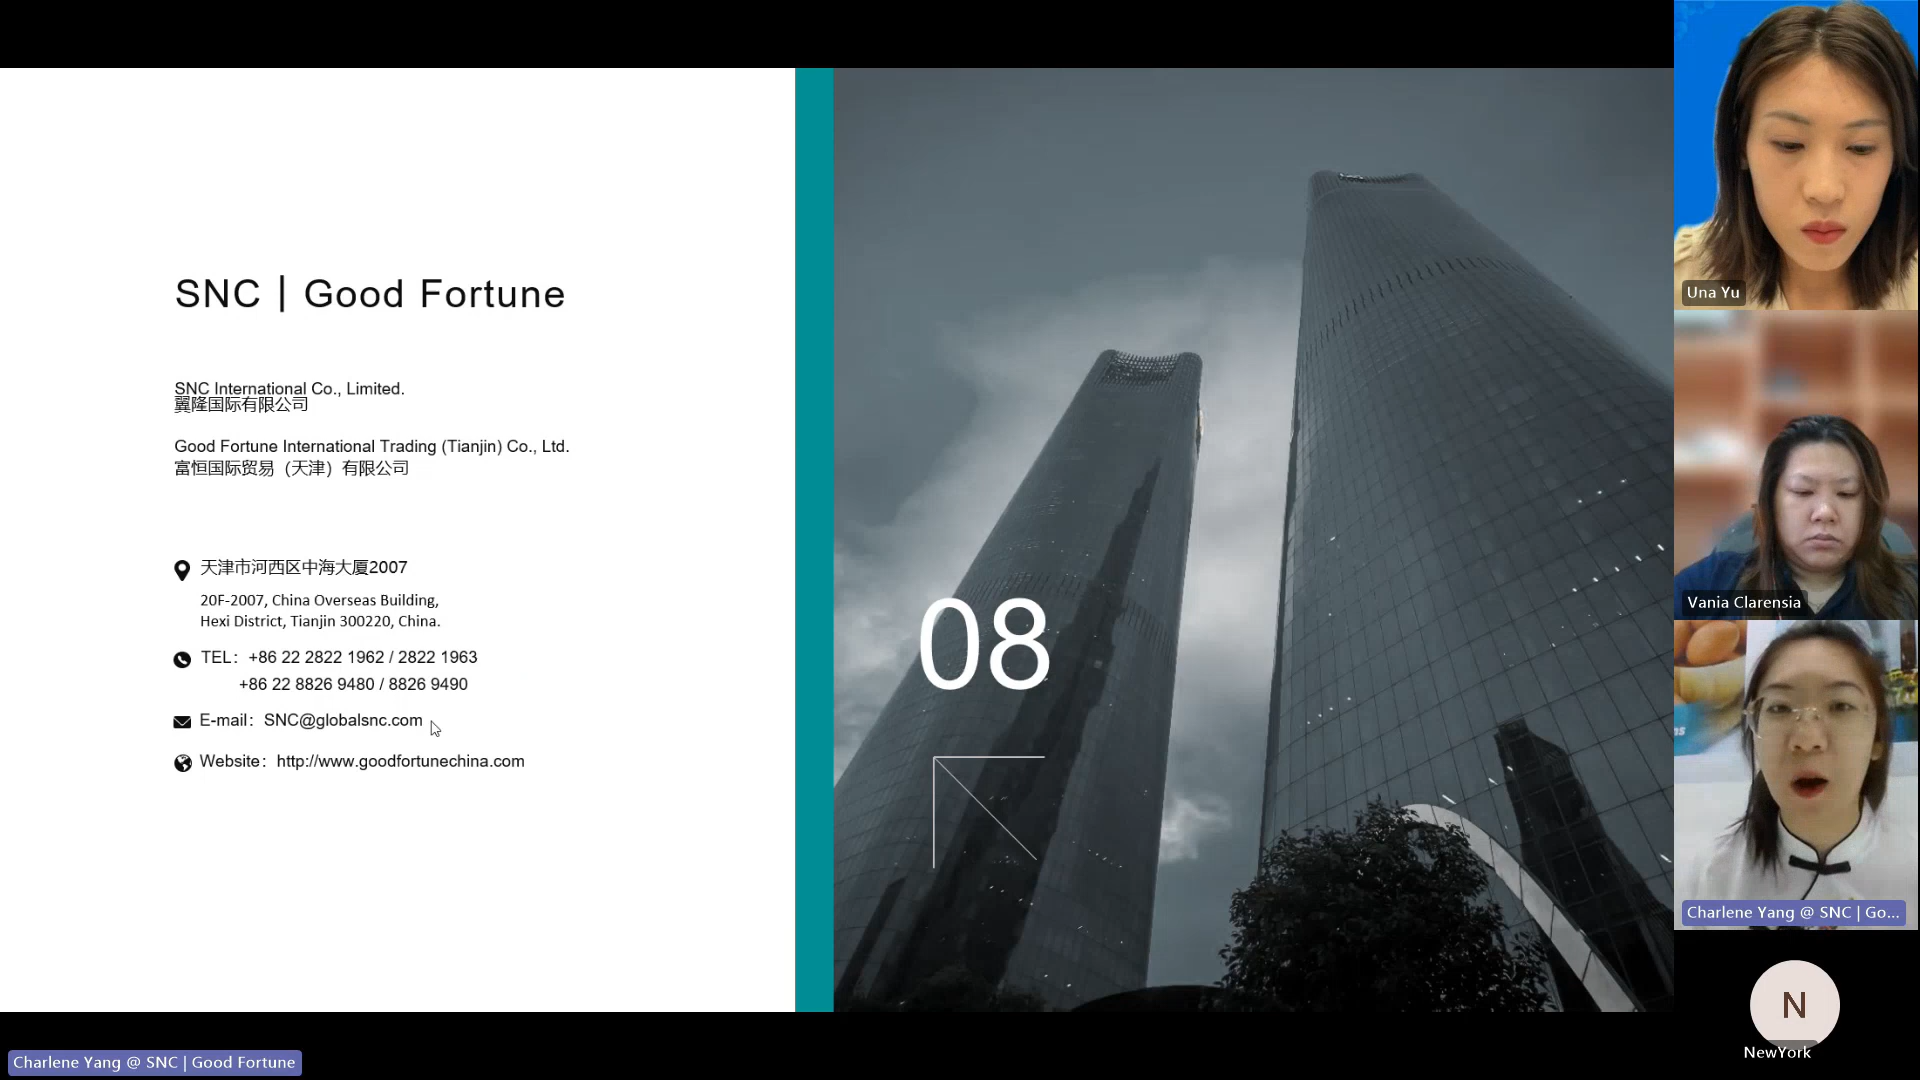 SNC | Good Fortune
SNC International Co., Limited.
翼隆国际有限公司
Good Fortune International Trading (Tianjin) Co., Ltd.
富恒国际贸易（天津）有限公司
天津市河西区中海大厦2007
20F-2007, China Overseas Building,
Hexi District, Tianjin 300220, China.
TEL：+86 22 2822 1962 / 2822 1963
+86 22 8826 9480 / 8826 9490
E-mail：SNC@globalsnc.com
Website：http://www.goodfortunechina.com
08
Una Yu
Vania Clarensia
Charlene Yang @ SNC | Go...
N
NewYork
Charlene Yang @ SNC | Good Fortune